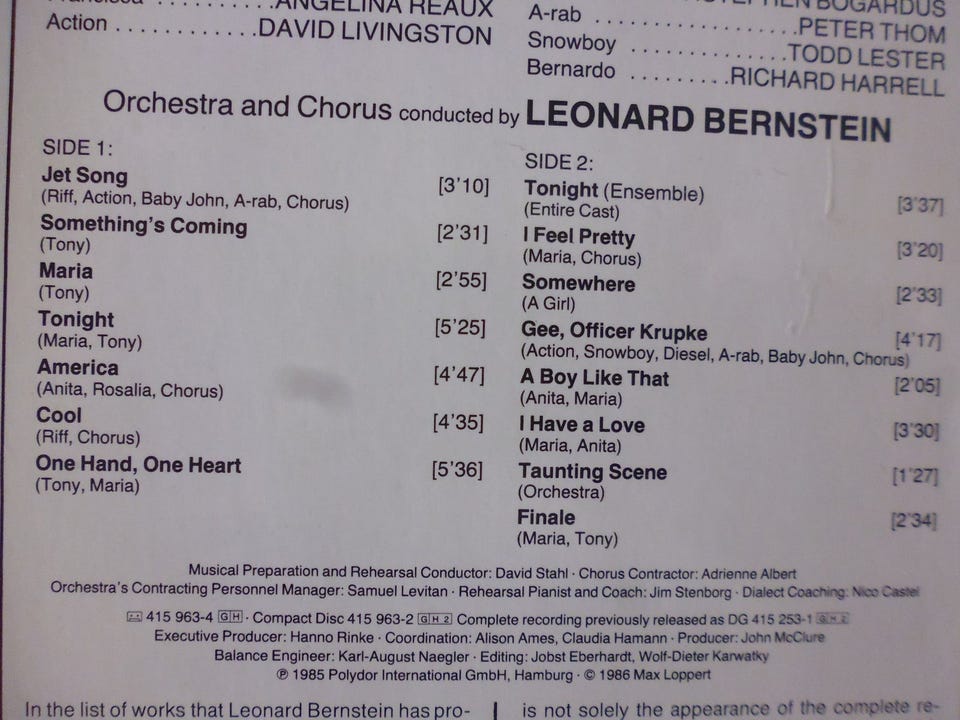 ANGELINA REAUX
Action . . . . . . . . . . . . DAVID LIVINGSTON
STEPHEN BOGARDUS
A-rab . . . . . . . . . . . . . . PETER THOM
Snowboy . . . . . . . . . . . . TODD LESTER
Bernardo . . . . . . . . . RICHARD HARRELL
Orchestra and Chorus conducted by LEONARD BERNSTEIN
SIDE 1:
Jet Song [3'10]
(Riff, Action, Baby John, A-rab, Chorus)
Something's Coming [2'31]
(Tony)
Maria [2'55]
(Tony)
Tonight [5'25]
(Maria, Tony)
America [4'47]
(Anita, Rosalia, Chorus)
Cool [4'35]
(Riff, Chorus)
One Hand, One Heart [5'36]
(Tony, Maria)
SIDE 2:
Tonight (Ensemble) [3'37]
(Entire Cast)
I Feel Pretty [3'20]
(Maria, Chorus)
Somewhere [2'33]
(A Girl)
Gee, Officer Krupke [4'17]
(Action, Snowboy, Diesel, A-rab, Baby John, Chorus)
A Boy Like That [2'05]
(Anita, Maria)
I Have a Love [3'30]
(Maria, Anita)
Taunting Scene [1'27]
(Orchestra)
Finale [2'34]
(Maria, Tony)
Musical Preparation and Rehearsal Conductor: David Stahl · Chorus Contractor: Adrienne Albert
Orchestra's Contracting Personnel Manager: Samuel Levitan · Rehearsal Pianist and Coach: Jim Stenborg · Dialect Coaching: Nico Castel
415 963-4 GH · Compact Disc 415 963-2 GH 2 Complete recording previously released as DG 415 253-1 GH 2
Executive Producer: Hanno Rinke · Coordination: Alison Ames, Claudia Hamann · Producer: John McClure
Balance Engineer: Karl-August Naegler · Editing: Jobst Eberhardt, Wolf-Dieter Karwatky
℗ 1985 Polydor International GmbH, Hamburg · © 1986 Max Loppert
In the list of works that Leonard Bernstein has pro-
is not solely the appearance of the complete re-